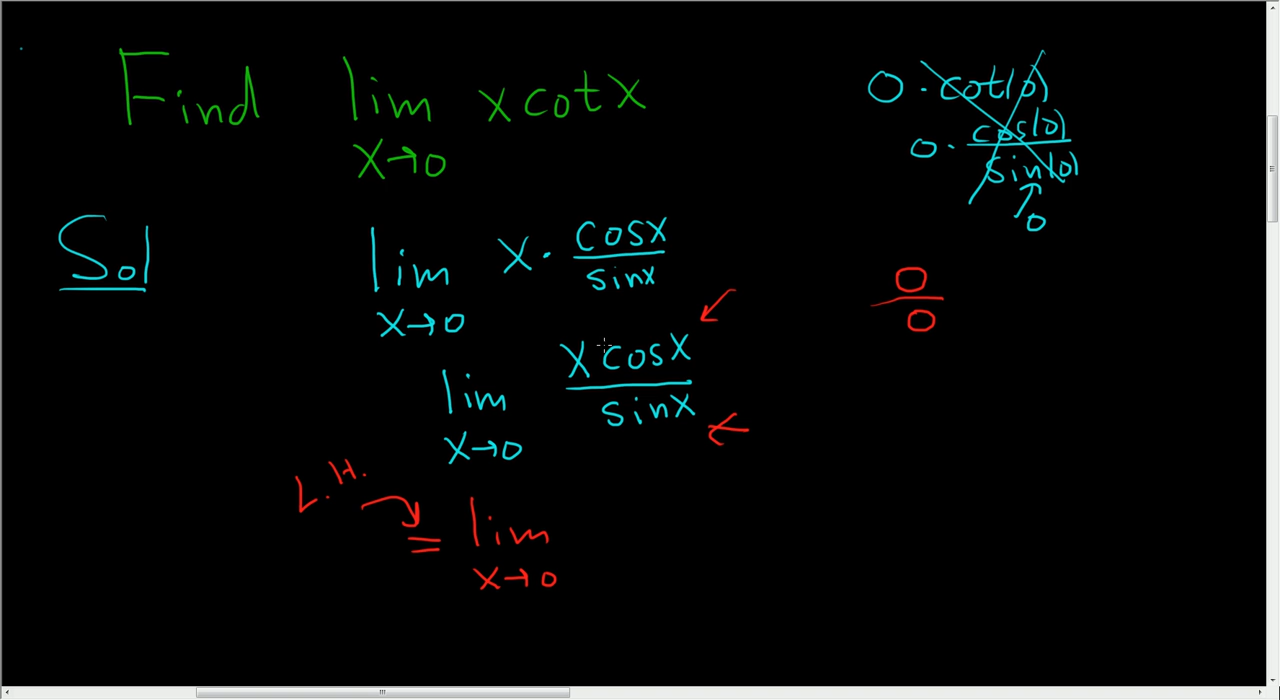 Find lim x→0 x cot x
0 · cot(0)
0 · cos(0)/sin(0)
0
Sol
lim x→0 x · cosx/sinx
0/0
lim x→0 x cosx/sinx
L.H.
= lim x→0